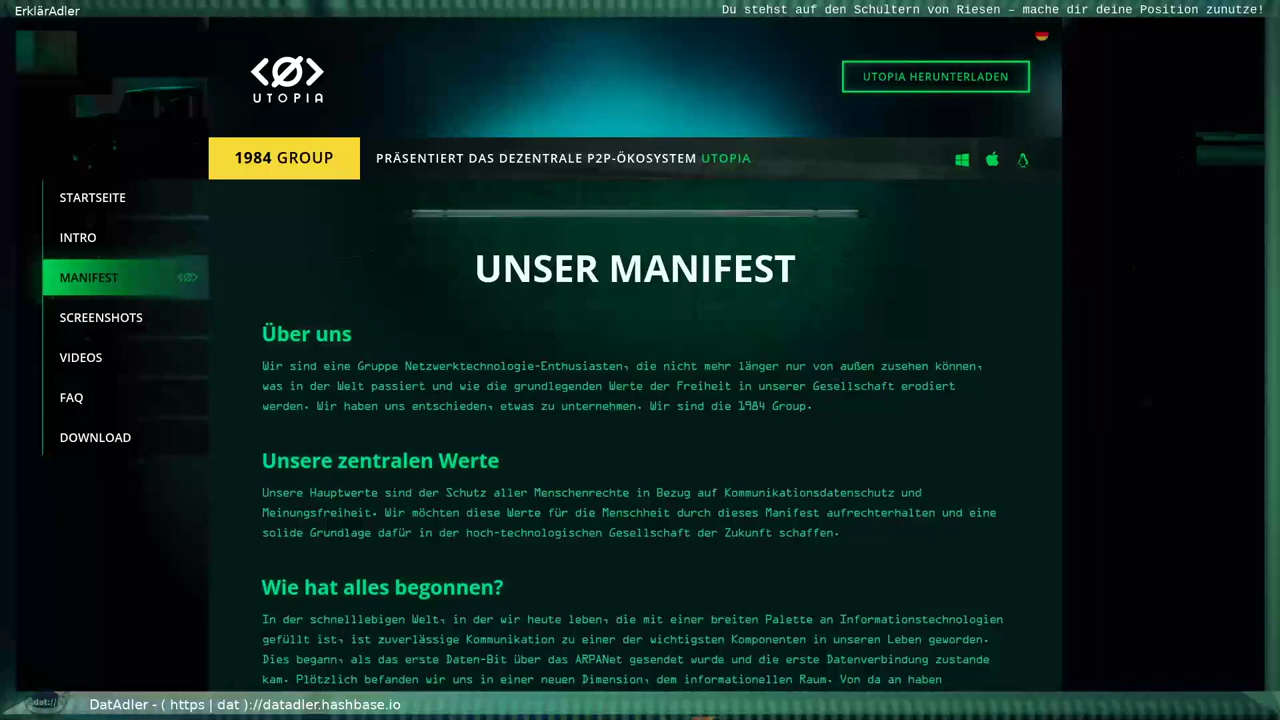 ErklärAdler
Du stehst auf den Schultern von Riesen – mache dir deine Position zunutze!
UTOPIA
UTOPIA HERUNTERLADEN
1984 GROUP
PRÄSENTIERT DAS DEZENTRALE P2P-ÖKOSYSTEM UTOPIA
STARTSEITE
INTRO
MANIFEST
SCREENSHOTS
VIDEOS
FAQ
DOWNLOAD
UNSER MANIFEST
Über uns
Wir sind eine Gruppe Netzwerktechnologie-Enthusiasten, die nicht mehr länger nur von außen zusehen können,
was in der Welt passiert und wie die grundlegenden Werte der Freiheit in unserer Gesellschaft erodiert
werden. Wir haben uns entschieden, etwas zu unternehmen. Wir sind die 1984 Group.
Unsere zentralen Werte
Unsere Hauptwerte sind der Schutz aller Menschenrechte in Bezug auf Kommunikationsdatenschutz und
Meinungsfreiheit. Wir möchten diese Werte für die Menschheit durch dieses Manifest aufrechterhalten und eine
solide Grundlage dafür in der hoch-technologischen Gesellschaft der Zukunft schaffen.
Wie hat alles begonnen?
In der schnelllebigen Welt, in der wir heute leben, die mit einer breiten Palette an Informationstechnologien
gefüllt ist, ist zuverlässige Kommunikation zu einer der wichtigsten Komponenten in unseren Leben geworden.
Dies begann, als das erste Daten-Bit über das ARPANet gesendet wurde und die erste Datenverbindung zustande
kam. Plötzlich befanden wir uns in einer neuen Dimension, dem informationellen Raum. Von da an haben
dat://
DatAdler - ( https | dat )://datadler.hashbase.io